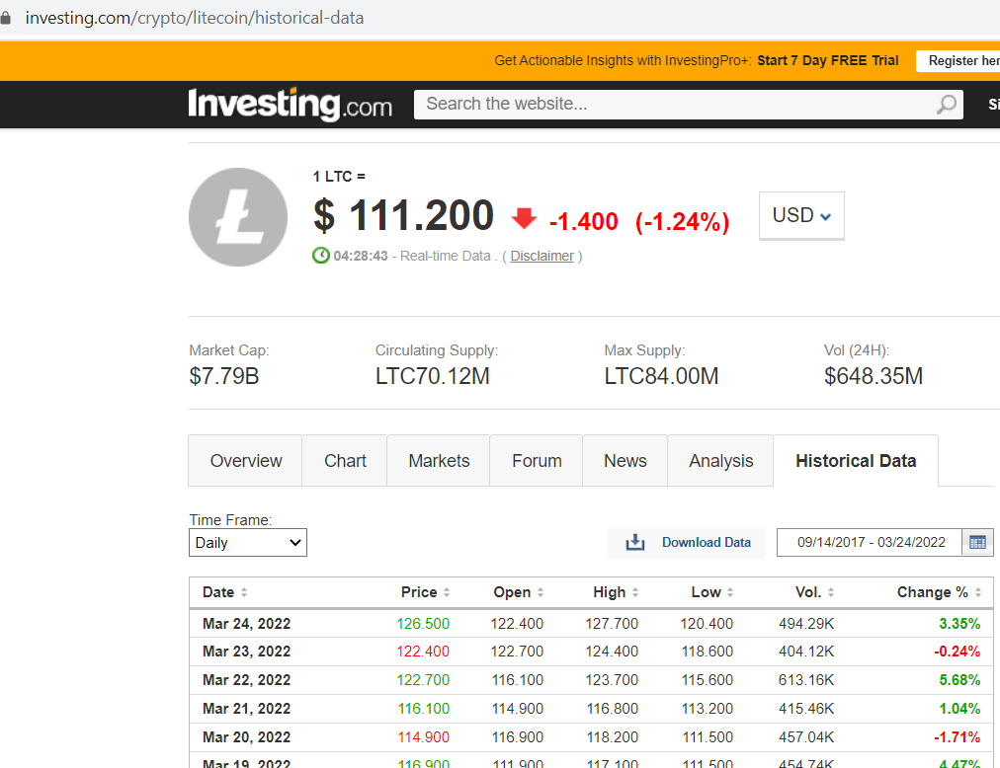 investing.com/crypto/litecoin/historical-data
Get Actionable Insights with InvestingPro+: Start 7 Day FREE Trial Register her
Investing.com Search the website... Si
1 LTC =
$ 111.200 -1.400 (-1.24%) USD
04:28:43 - Real-time Data . ( Disclaimer )
Market Cap: Circulating Supply: Max Supply: Vol (24H):
$7.79B LTC70.12M LTC84.00M $648.35M
Overview Chart Markets Forum News Analysis Historical Data
Time Frame:
Daily Download Data 09/14/2017 - 03/24/2022
Date Price Open High Low Vol. Change %
Mar 24, 2022 126.500 122.400 127.700 120.400 494.29K 3.35%
Mar 23, 2022 122.400 122.700 124.400 118.600 404.12K -0.24%
Mar 22, 2022 122.700 116.100 123.700 115.600 613.16K 5.68%
Mar 21, 2022 116.100 114.900 116.800 113.200 415.46K 1.04%
Mar 20, 2022 114.900 116.900 118.200 111.500 457.04K -1.71%
Mar 19, 2022 116.900 111.900 117.100 111.500 454.74K 4.47%